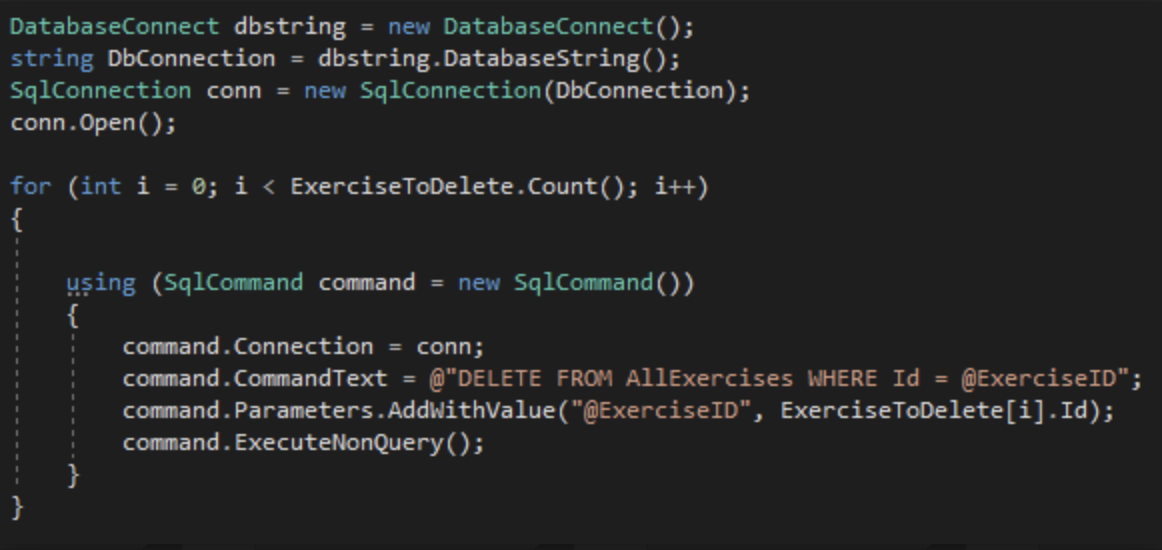 DatabaseConnect dbstring = new DatabaseConnect();
string DbConnection = dbstring.DatabaseString();
SqlConnection conn = new SqlConnection(DbConnection);
conn.Open();
for (int i = 0; i < ExerciseToDelete.Count(); i++)
{
using (SqlCommand command = new SqlCommand())
{
command.Connection = conn;
command.CommandText = @"DELETE FROM AllExercises WHERE Id = @ExerciseID";
command.Parameters.AddWithValue("@ExerciseID", ExerciseToDelete[i].Id);
command.ExecuteNonQuery();
}
}